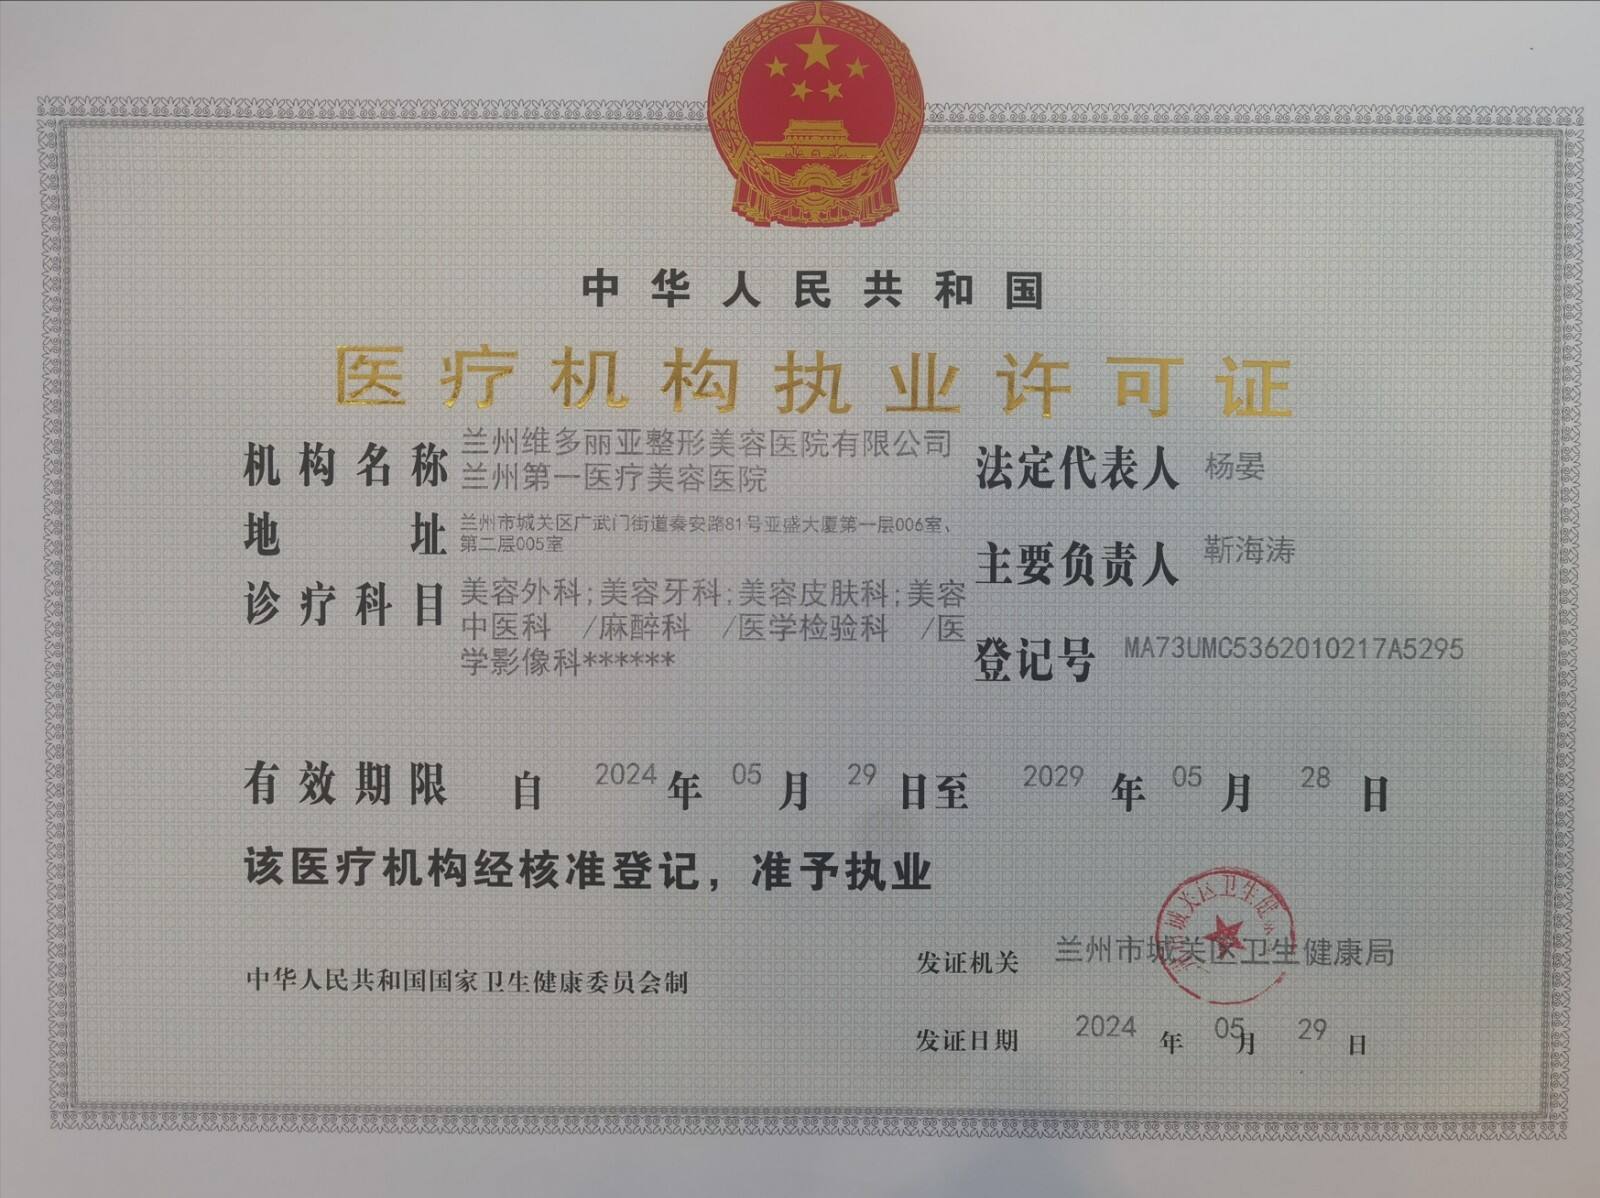 中华人民共和国
医疗机构执业许可证
机构名称 兰州维多丽亚整形美容医院有限公司
兰州第一医疗美容医院
法定代表人 杨晏
地址 兰州市城关区广武门街道秦安路81号亚盛大厦第一层006室、
第二层005室
主要负责人 靳海涛
诊疗科目 美容外科;美容牙科;美容皮肤科;美容
中医科 /麻醉科 /医学检验科 /医
学影像科******
登记号 MA73UMC5362010217A5295
有效期限 自 2024 年 05 月 29 日至 2029 年 05 月 28 日
该医疗机构经核准登记，准予执业
发证机关 兰州市城关区卫生健康局
中华人民共和国国家卫生健康委员会制
发证日期 2024 年 05 月 29 日